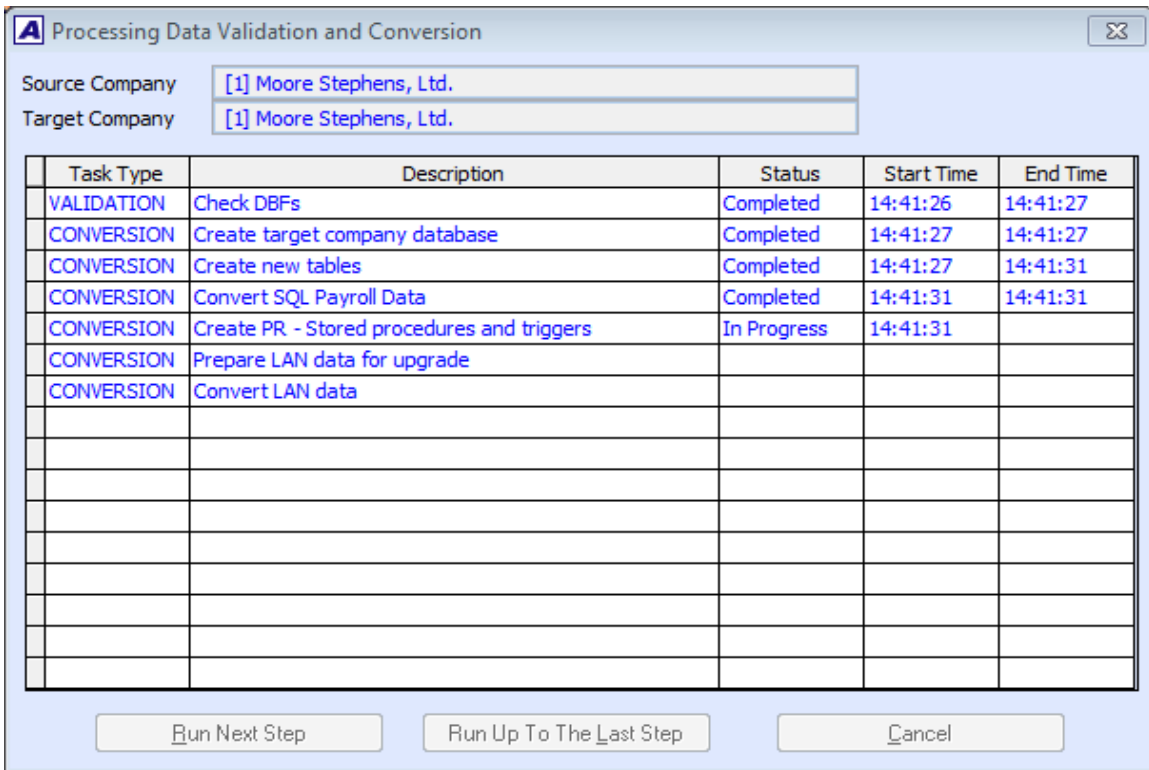 A Processing Data Validation and Conversion
Source Company [1] Moore Stephens, Ltd.
Target Company [1] Moore Stephens, Ltd.
Task Type Description Status Start Time End Time
VALIDATION Check DBFs Completed 14:41:26 14:41:27
CONVERSION Create target company database Completed 14:41:27 14:41:27
CONVERSION Create new tables Completed 14:41:27 14:41:31
CONVERSION Convert SQL Payroll Data Completed 14:41:31 14:41:31
CONVERSION Create PR - Stored procedures and triggers In Progress 14:41:31
CONVERSION Prepare LAN data for upgrade
CONVERSION Convert LAN data
Run Next Step Run Up To The Last Step Cancel